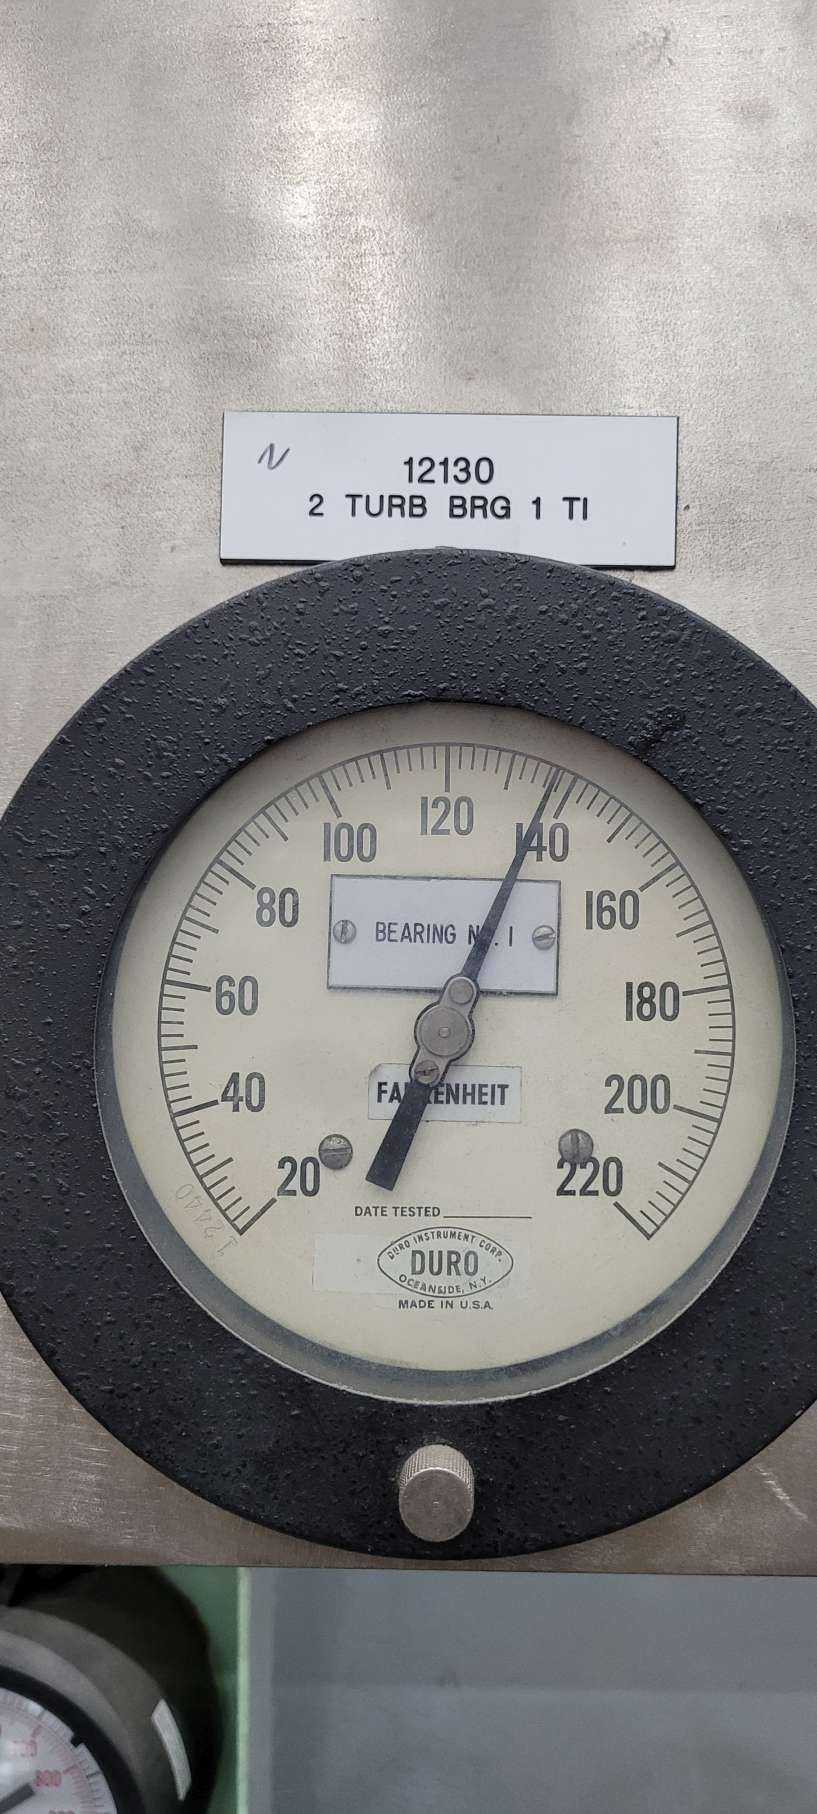 N
12130
2 TURB BRG 1 TI
120
100
140
80
160
60
180
40
200
20
220
BEARING NO. 1
FAHRENHEIT
DATE TESTED
DURO INSTRUMENT CORP.
DURO
OCEANSIDE, N.Y.
MADE IN U.S.A.
12440
800